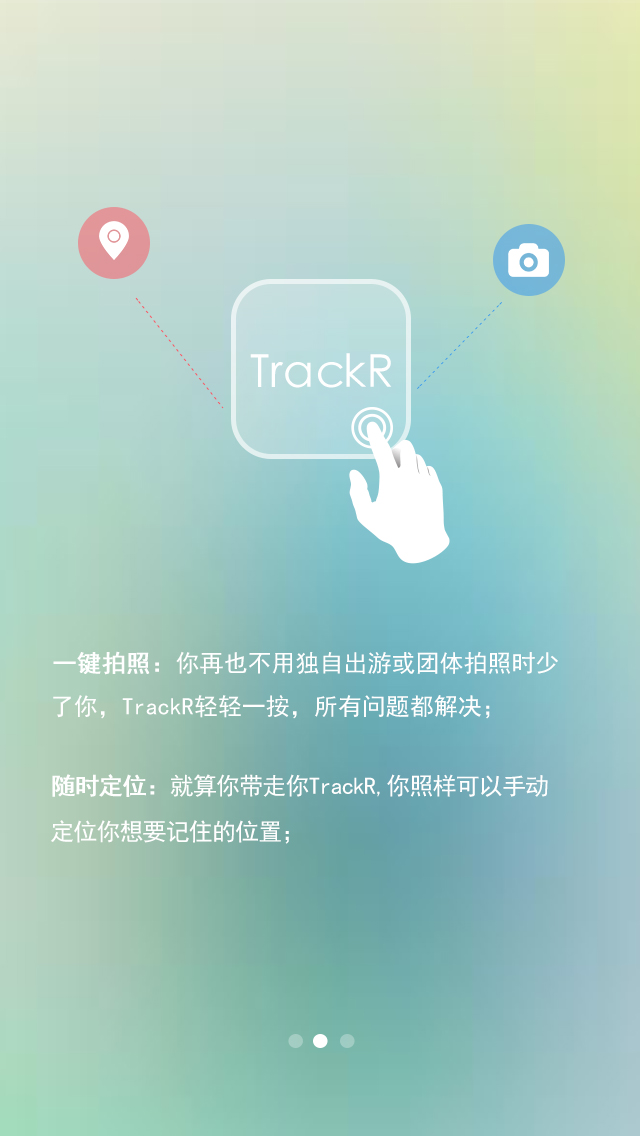 TrackR
一键拍照：你再也不用独自出游或团体拍照时少
了你，TrackR轻轻一按，所有问题都解决；
随时定位：就算你带走你TrackR,你照样可以手动
定位你想要记住的位置；